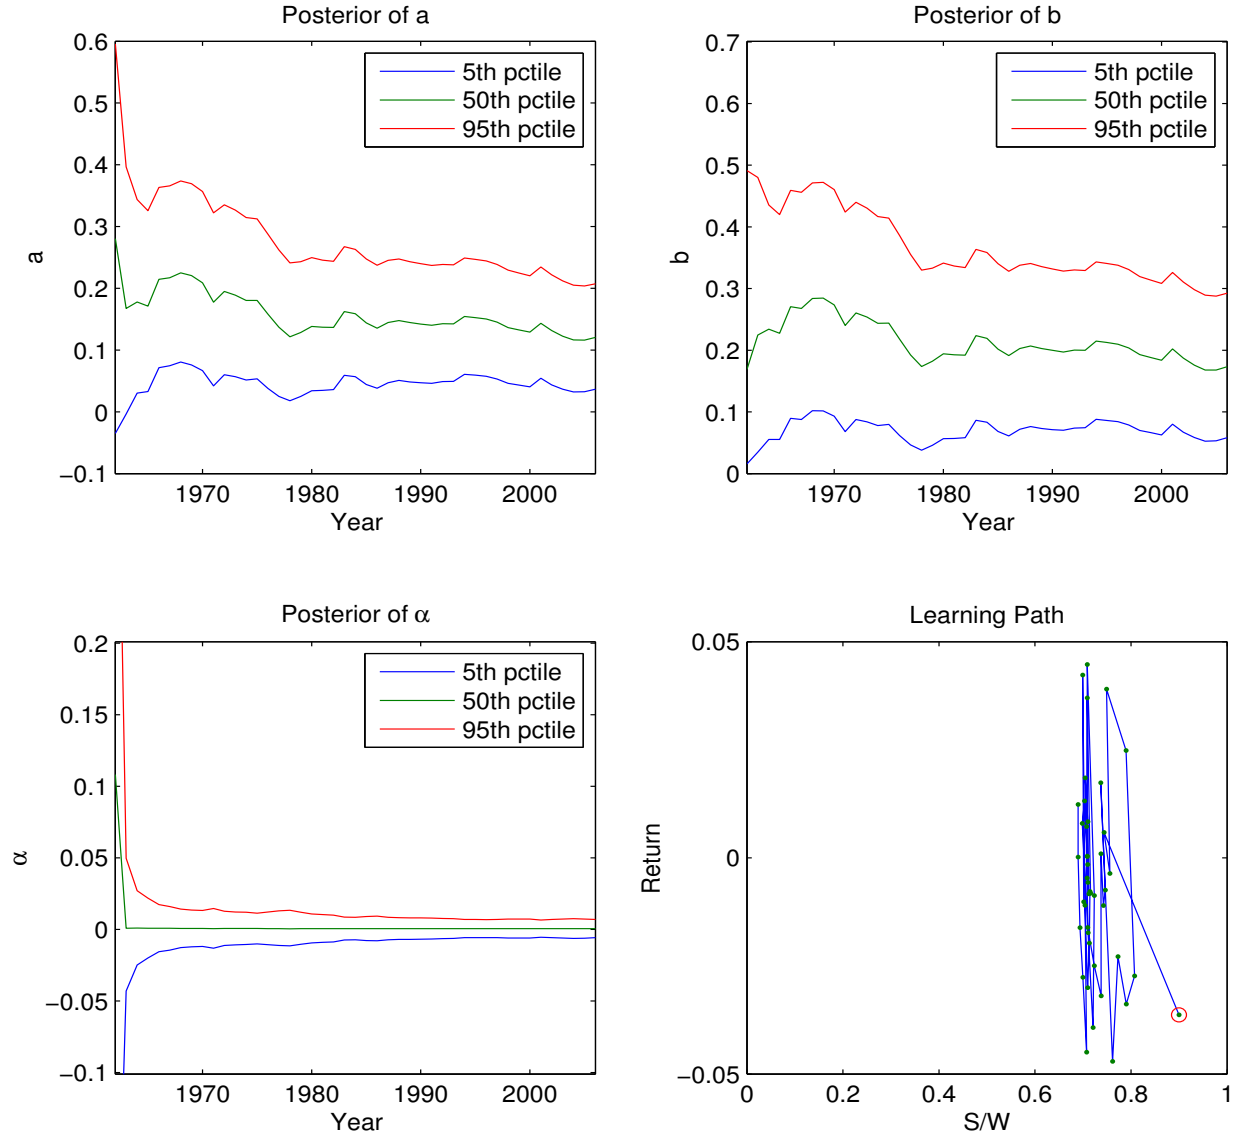 Posterior of a
0.6
0.5
0.4
0.3
0.2
0.1
0
−0.1
a
5th pctile
50th pctile
95th pctile
1970 1980 1990 2000
Year
Posterior of b
0.7
0.6
0.5
0.4
0.3
0.2
0.1
0
b
5th pctile
50th pctile
95th pctile
1970 1980 1990 2000
Year
Posterior of α
0.2
0.15
0.1
0.05
0
−0.05
−0.1
α
5th pctile
50th pctile
95th pctile
1970 1980 1990 2000
Year
Learning Path
0.05
0
−0.05
Return
0 0.2 0.4 0.6 0.8 1
S/W